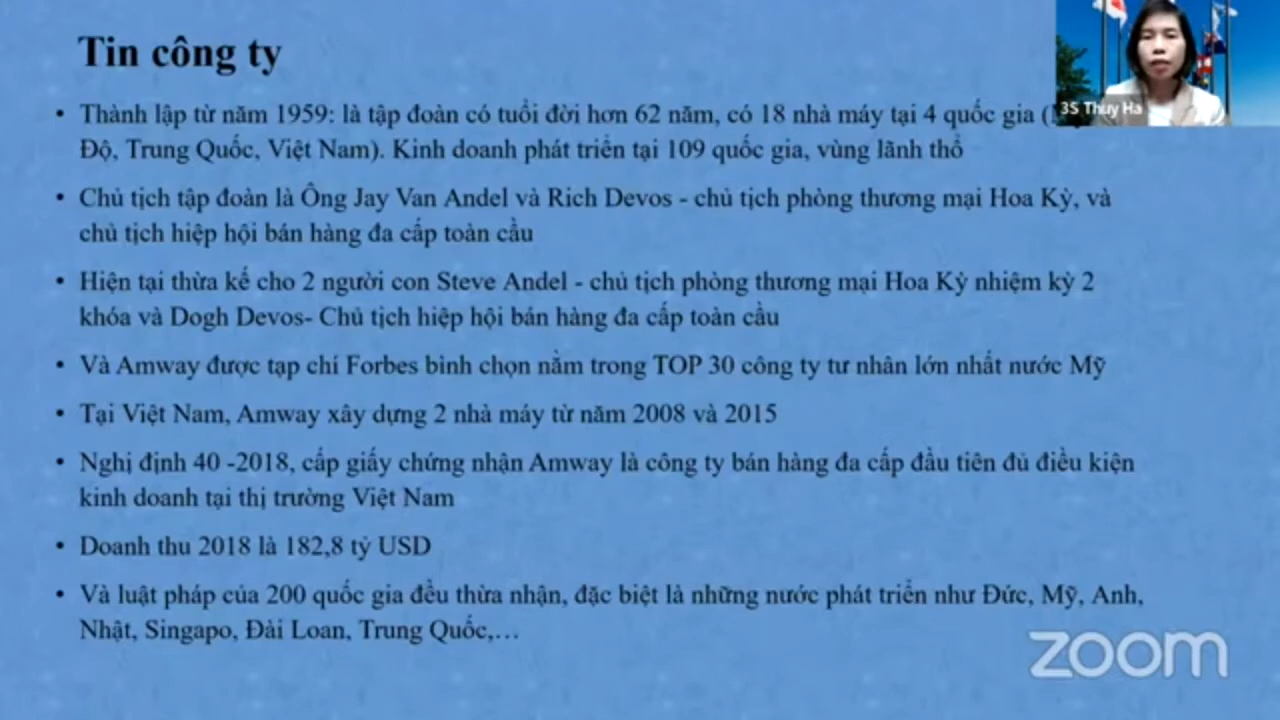 Tin công ty
3S Thuy Ha
• Thành lập từ năm 1959: là tập đoàn có tuổi đời hơn 62 năm, có 18 nhà máy tại 4 quốc gia (
Độ, Trung Quốc, Việt Nam). Kinh doanh phát triển tại 109 quốc gia, vùng lãnh thổ
• Chủ tịch tập đoàn là Ông Jay Van Andel và Rich Devos - chủ tịch phòng thương mại Hoa Kỳ, và
chủ tịch hiệp hội bán hàng đa cấp toàn cầu
• Hiện tại thừa kế cho 2 người con Steve Andel - chủ tịch phòng thương mại Hoa Kỳ nhiệm kỳ 2
khóa và Dogh Devos- Chủ tịch hiệp hội bán hàng đa cấp toàn cầu
• Và Amway được tạp chí Forbes bình chọn nằm trong TOP 30 công ty tư nhân lớn nhất nước Mỹ
• Tại Việt Nam, Amway xây dựng 2 nhà máy từ năm 2008 và 2015
• Nghị định 40 -2018, cấp giấy chứng nhận Amway là công ty bán hàng đa cấp đầu tiên đủ điều kiện
kinh doanh tại thị trường Việt Nam
• Doanh thu 2018 là 182,8 tỷ USD
• Và luật pháp của 200 quốc gia đều thừa nhận, đặc biệt là những nước phát triển như Đức, Mỹ, Anh,
Nhật, Singapo, Đài Loan, Trung Quốc,…
zoom